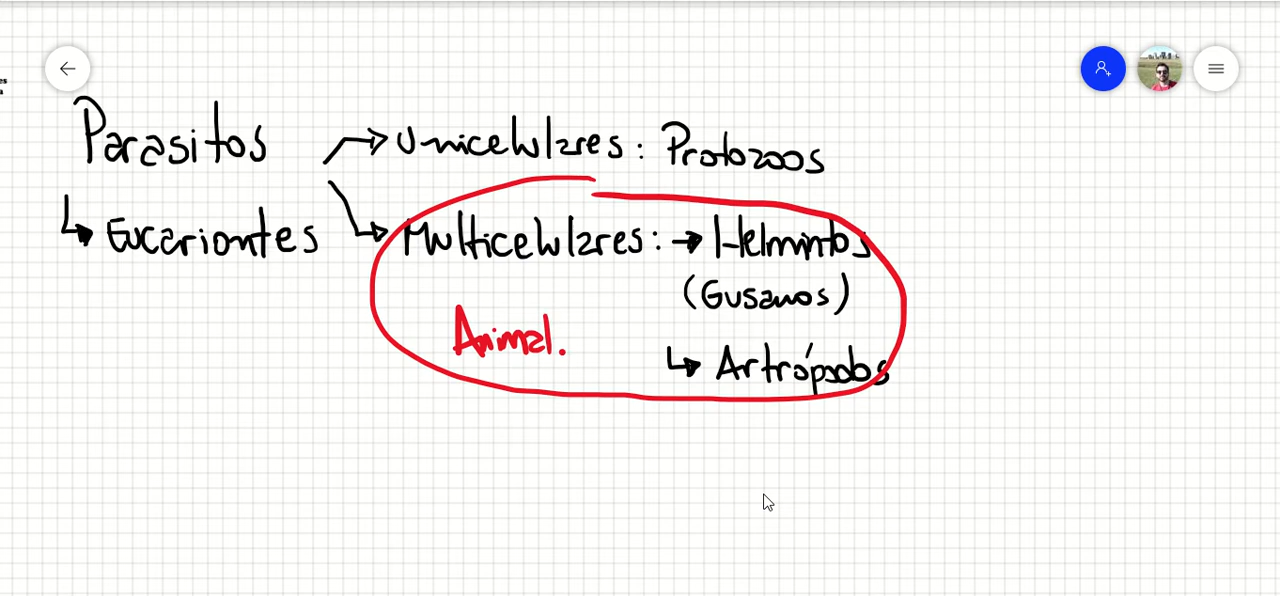 Parasitos
Unicelulares: Protozoos
Eucariontes
Multicelulares: Helmintos
(Gusanos)
Animal.
Artrópodos